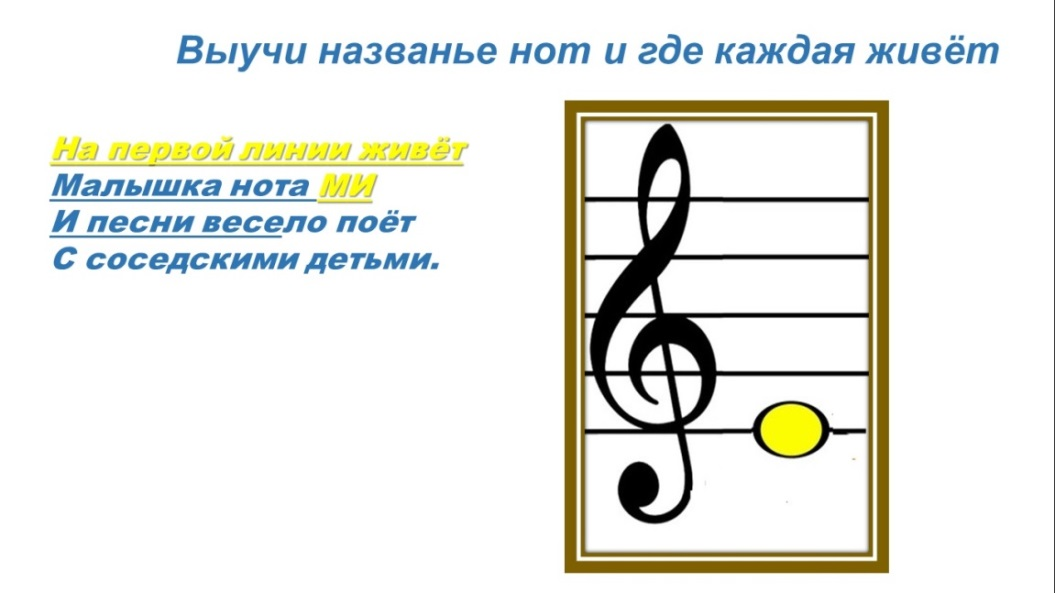 Выучи названье нот и где каждая живёт
На первой линии живёт
Малышка нота МИ
И песни весело поёт
С соседскими детьми.